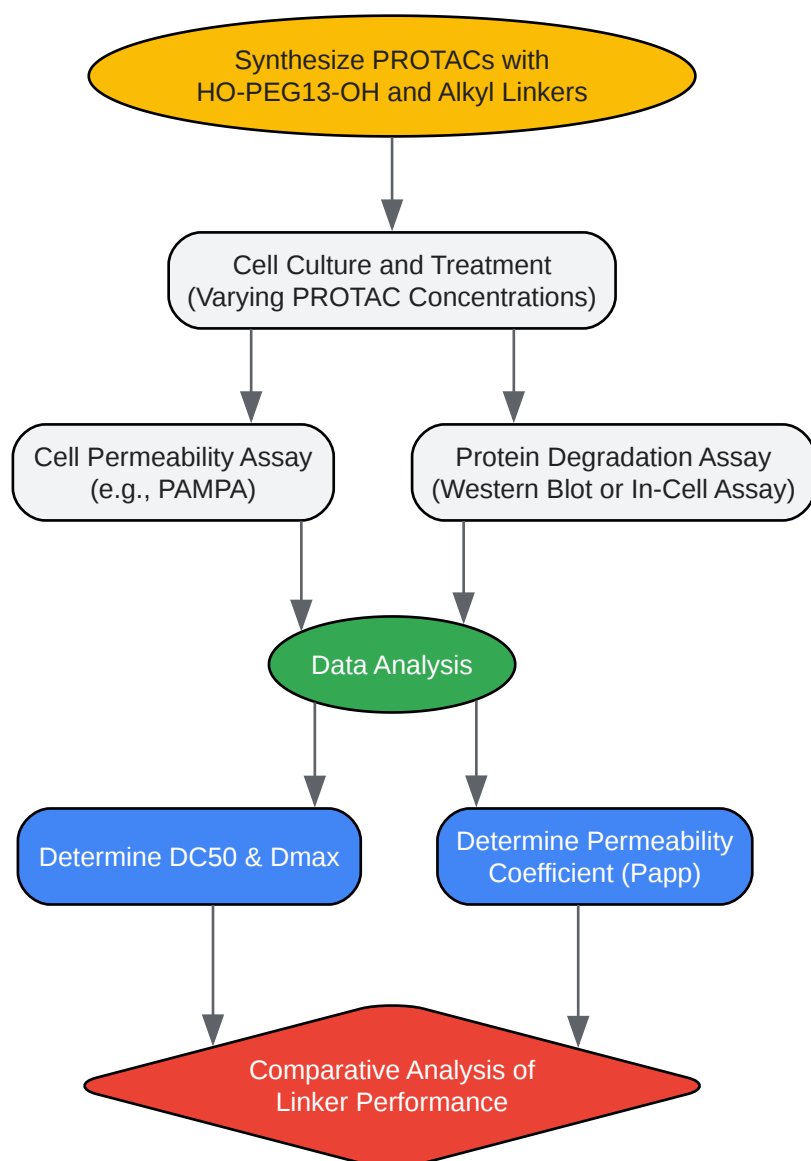 Synthesize PROTACs with
HO-PEG13-OH and Alkyl Linkers
Cell Culture and Treatment
(Varying PROTAC Concentrations)
Cell Permeability Assay
(e.g., PAMPA)
Protein Degradation Assay
(Western Blot or In-Cell Assay)
Data Analysis
Determine DC50 & Dmax
Determine Permeability
Coefficient (Papp)
Comparative Analysis of
Linker Performance